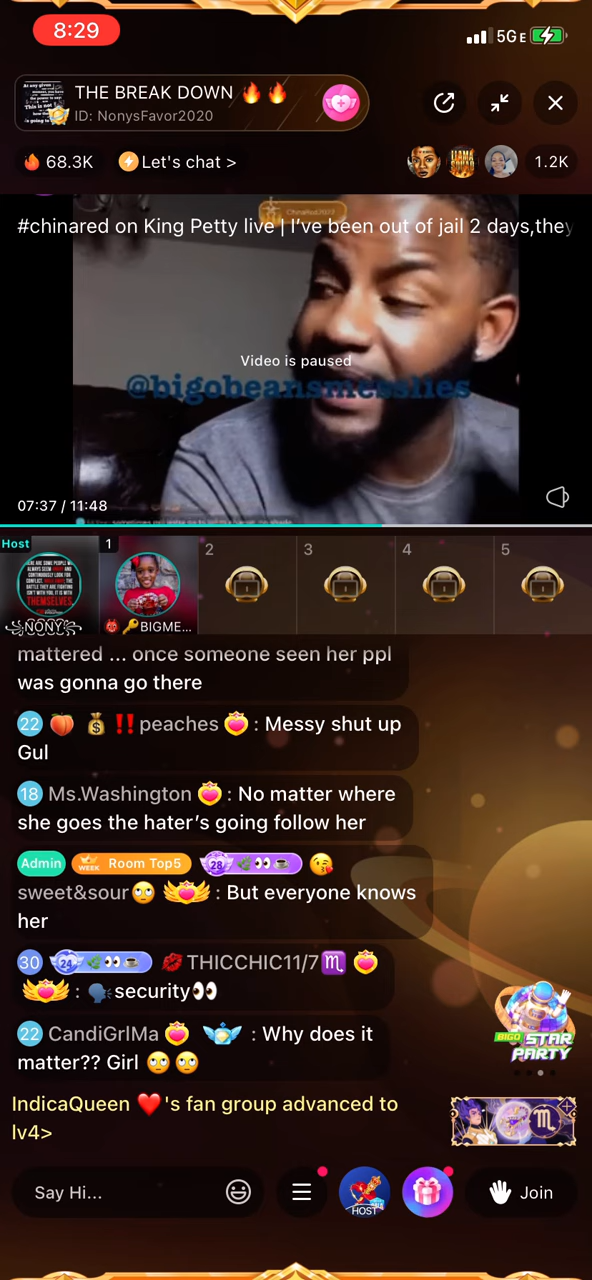 8:29
5G E
THE BREAK DOWN 🔥🔥
ID: NonysFavor2020
🔥 68.3K
Let's chat >
1.2K
#chinared on King Petty live | I've been out of jail 2 days,they
Video is paused
@bigobeansmesslies
07:37 / 11:48
Host
1
2
3
4
5
THEMSELVES
꧁NONY꧂
👹🔑BIGME...
mattered ... once someone seen her ppl
was gonna go there
22 🍑 💰 ‼️peaches : Messy shut up
Gul
18 Ms.Washington : No matter where
she goes the hater's going follow her
Admin WEEK Room Top5 28 🌿👀☕ 😘
sweet&sour🙄 : But everyone knows
her
30 24 🌿👀☕ 💋THICCHIC11/7♏
: 🗣️security👀
22 CandiGrlMa : Why does it
matter?? Girl 🙄 🙄
BIGO STAR
PARTY
IndicaQueen ❤️'s fan group advanced to
lv4>
Say Hi...
HOST
Join